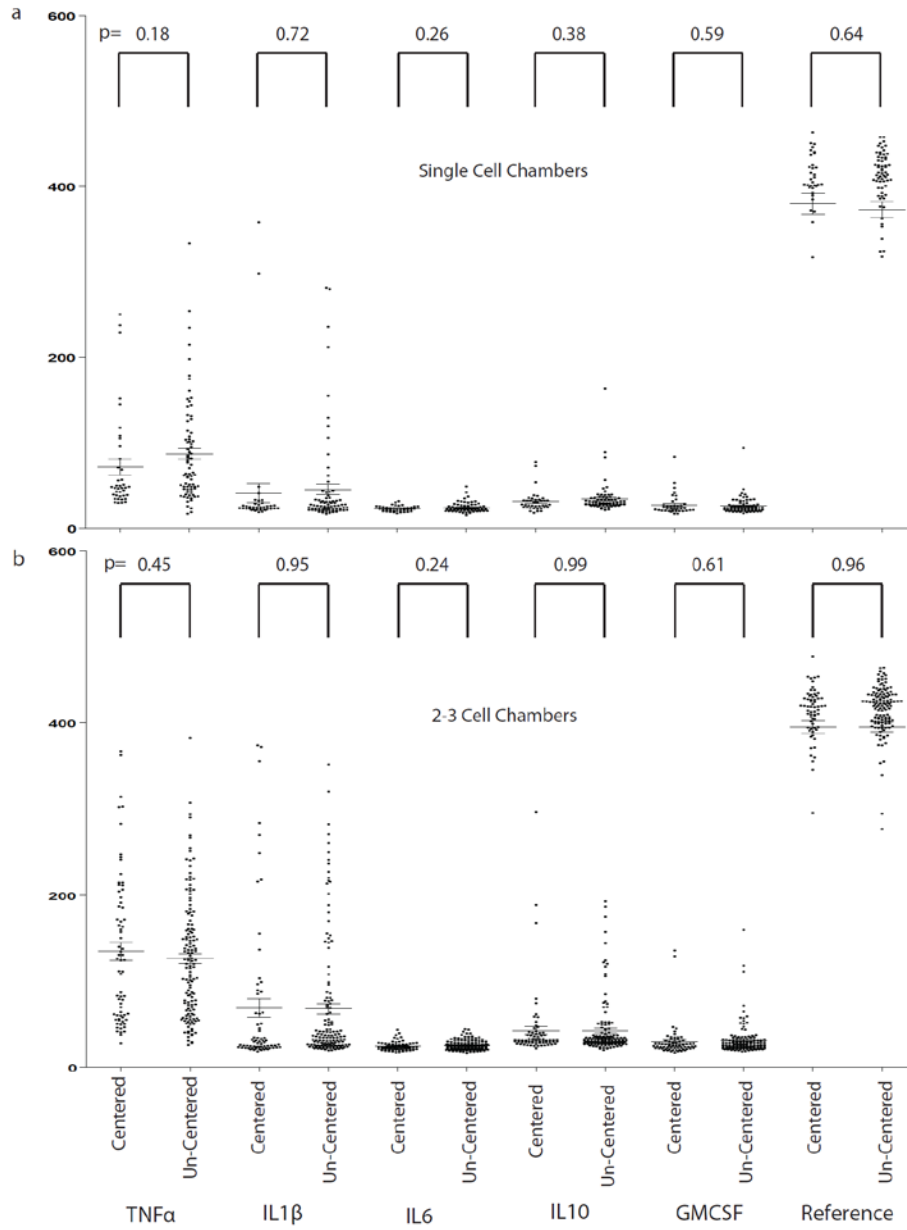 a
600
p= 0.18 0.72 0.26 0.38 0.59 0.64
Single Cell Chambers
400
200
0
b
600
p= 0.45 0.95 0.24 0.99 0.61 0.96
2-3 Cell Chambers
400
200
0
Centered Un-Centered Centered Un-Centered Centered Un-Centered Centered Un-Centered Centered Un-Centered Centered Un-Centered
TNFα IL1β IL6 IL10 GMCSF Reference